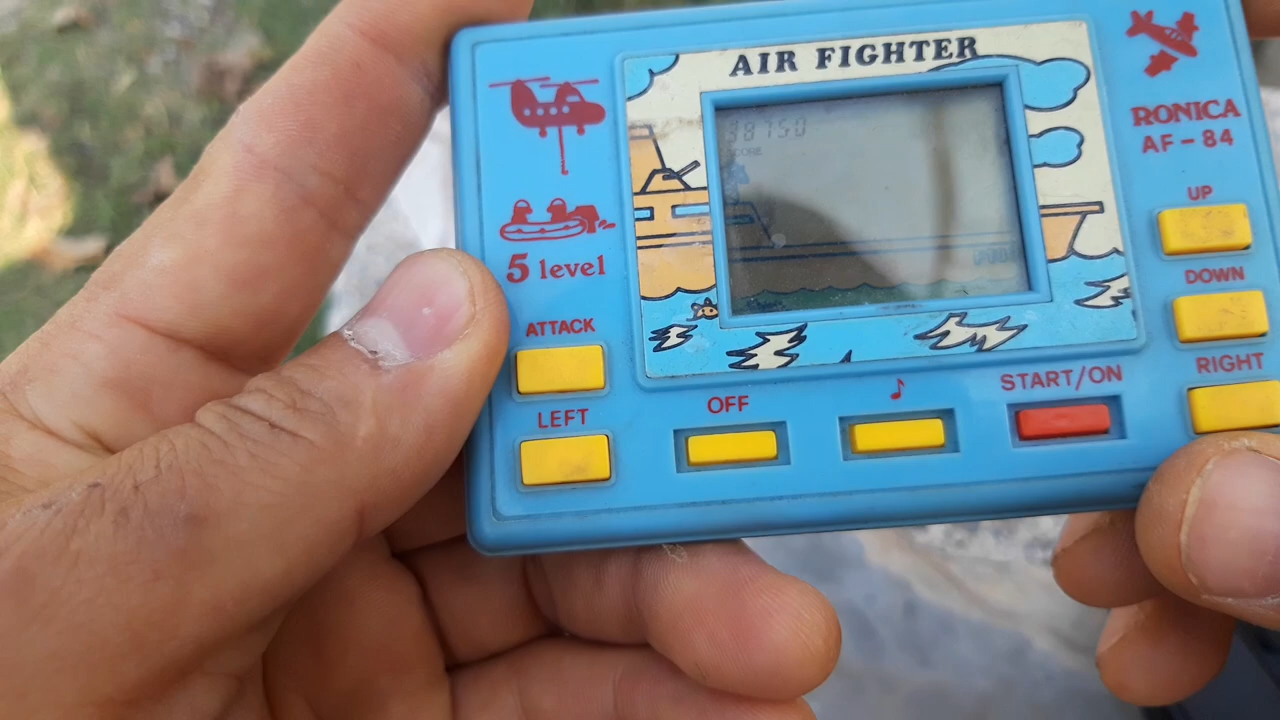 AIR FIGHTER
RONICA
AF-84
5 level
38750
UP
DOWN
RIGHT
ATTACK
LEFT
OFF
START/ON